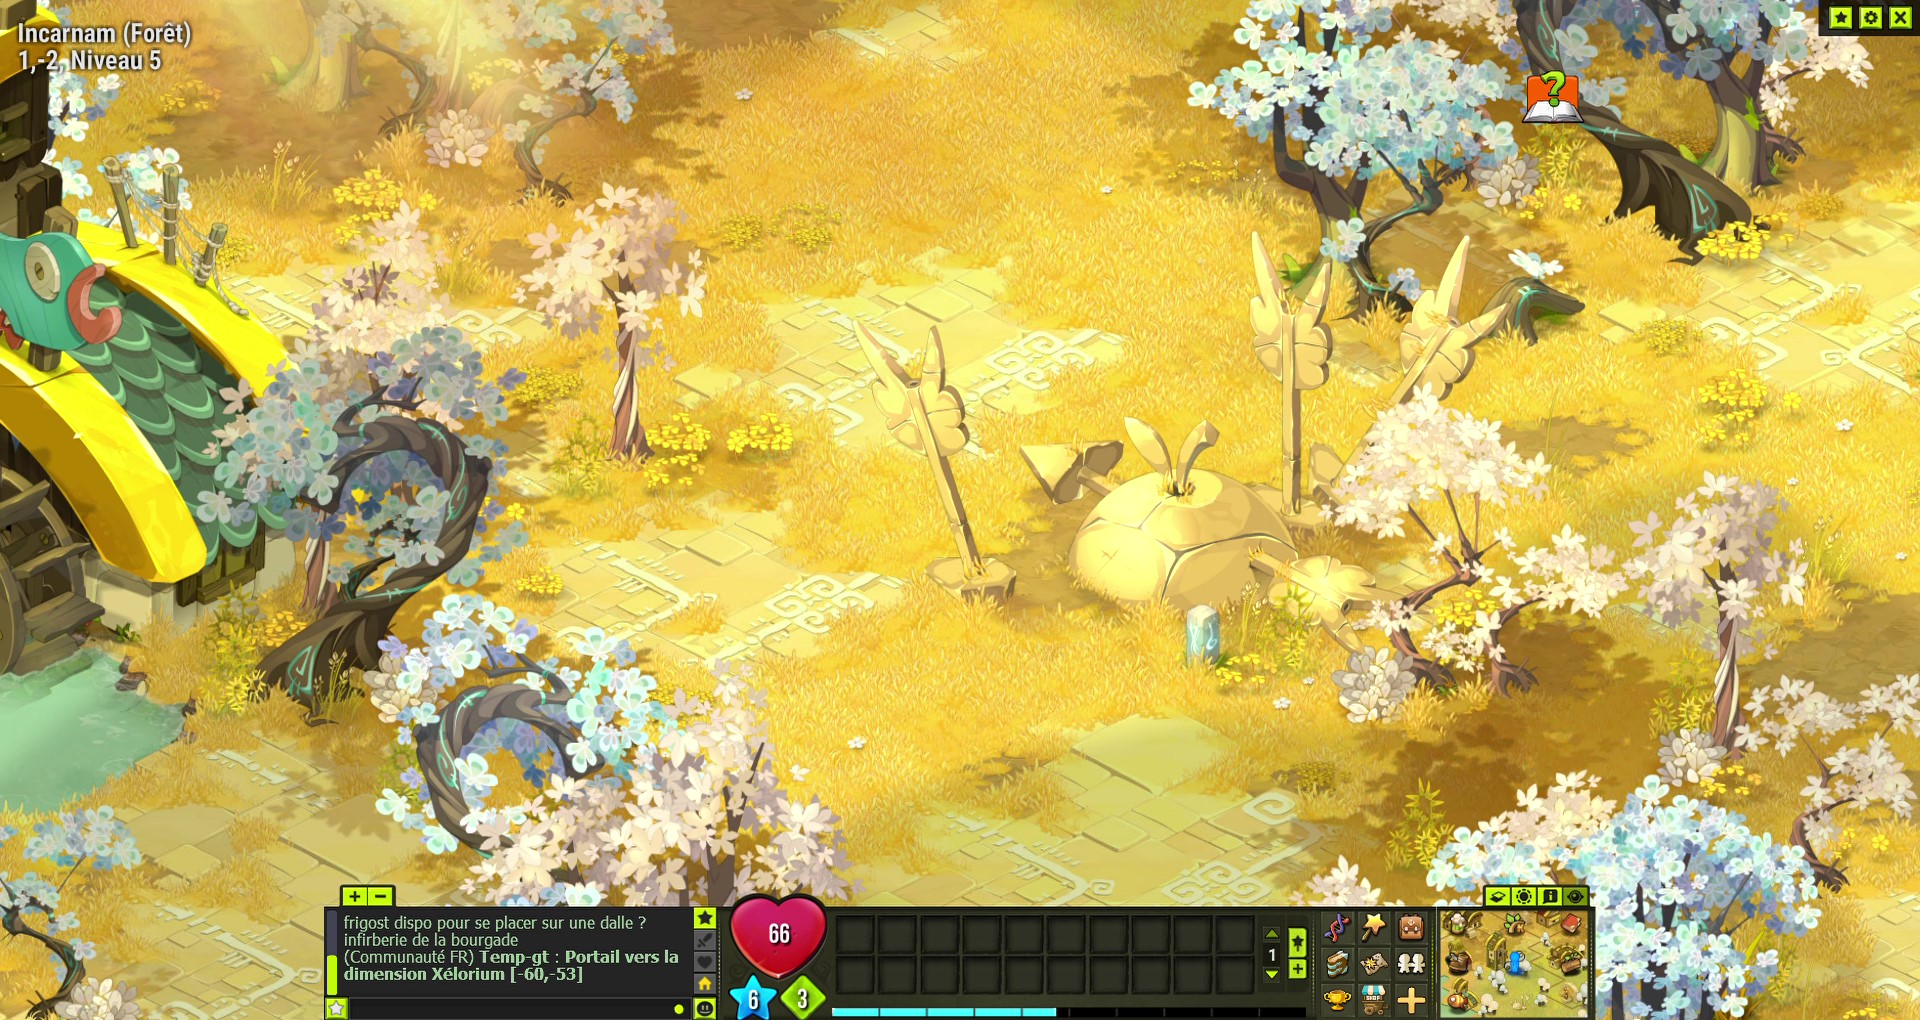 Incarnam (Forêt)
1,-2, Niveau 5
frigost dispo pour se placer sur une dalle ?
infirberie de la bourgade
(Communauté FR) Temp-gt : Portail vers la
dimension Xélorium [-60,-53]
66
6
3
1
SHOP